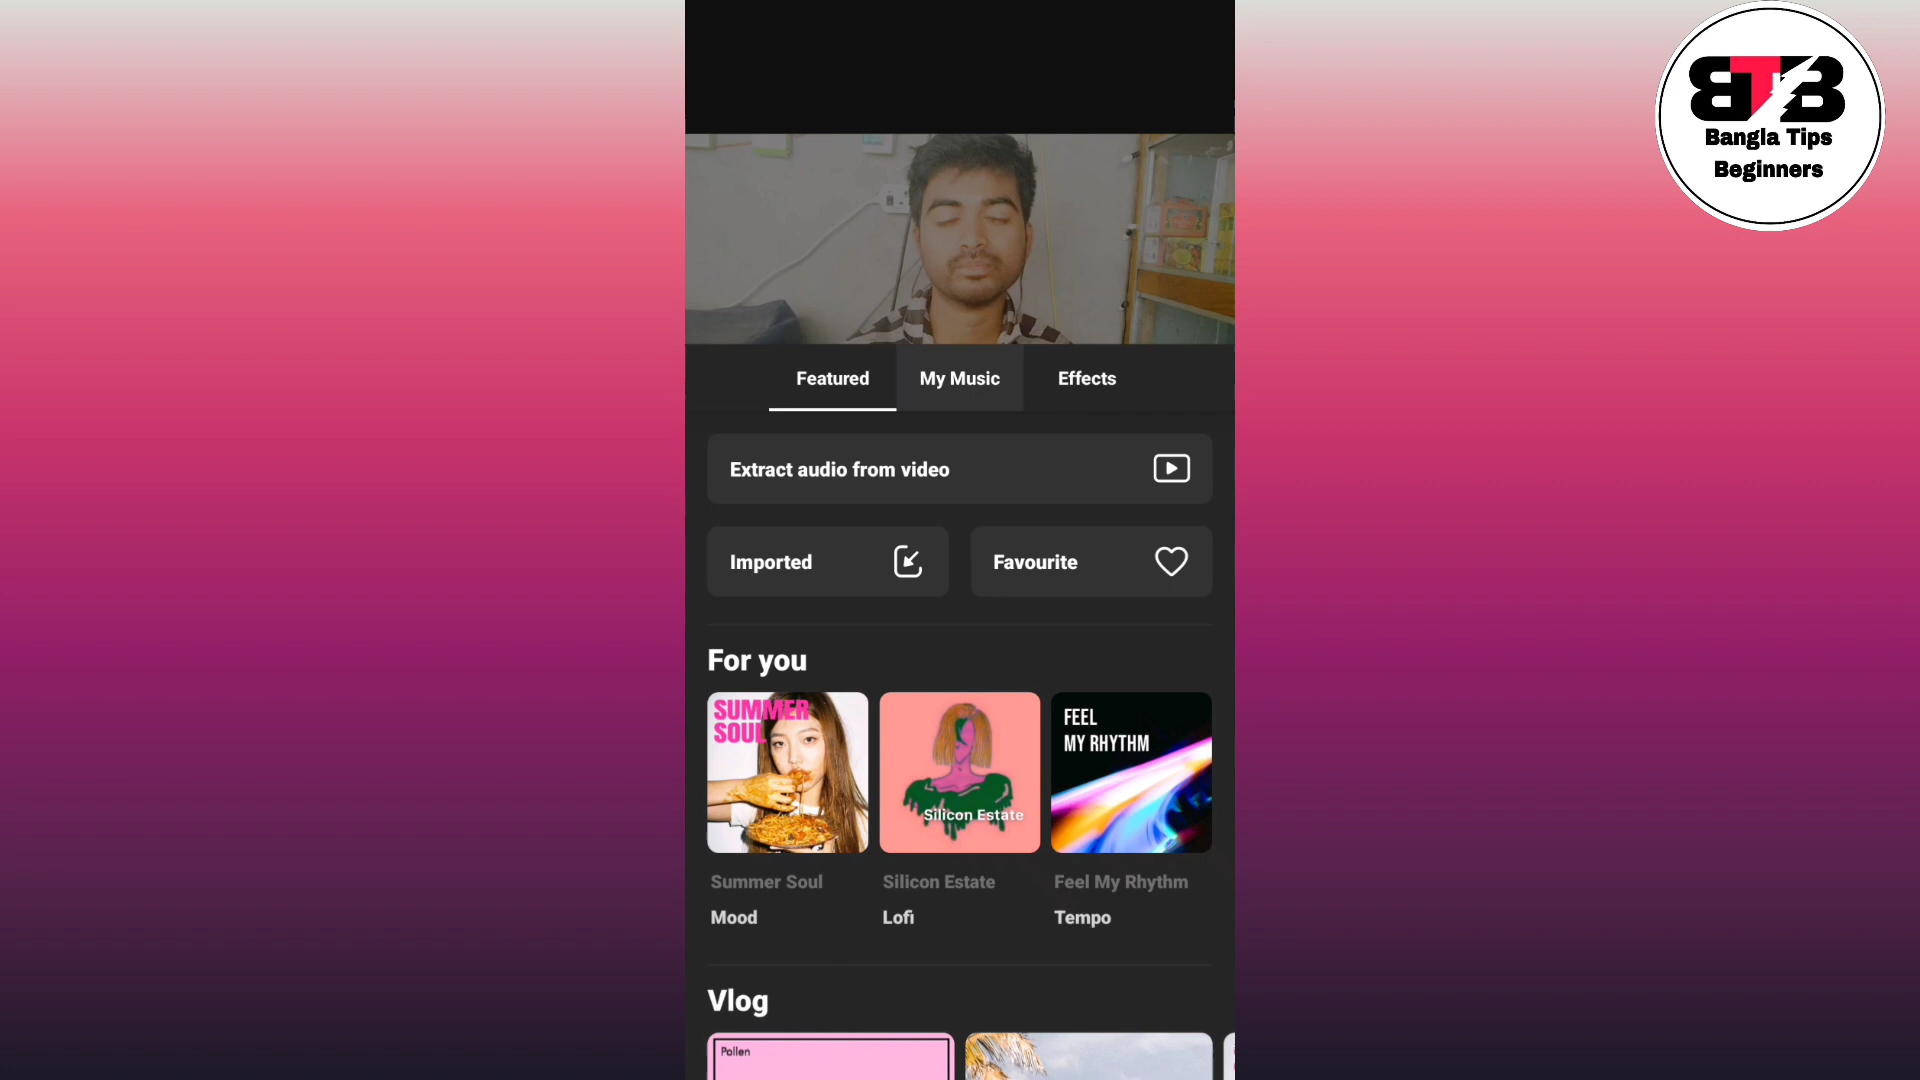 BTB
Bangla Tips
Beginners
Featured
My Music
Effects
Extract audio from video
Imported
Favourite
For you
SUMMER
SOUL
Silicon Estate
FEEL
MY RHYTHM
Summer Soul
Silicon Estate
Feel My Rhythm
Mood
Lofi
Tempo
Vlog
Pollen